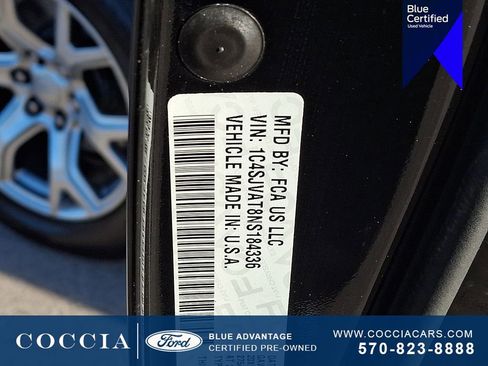 Blue
Certified
Used Vehicle
MFD BY: FCA US LLC
VIN: 1C4SJVAT8NS184336
VEHICLE MADE IN: U.S.A.
COCCIA
Ford
BLUE ADVANTAGE
CERTIFIED PRE-OWNED
WWW.COCCIACARS.COM
570-823-8888